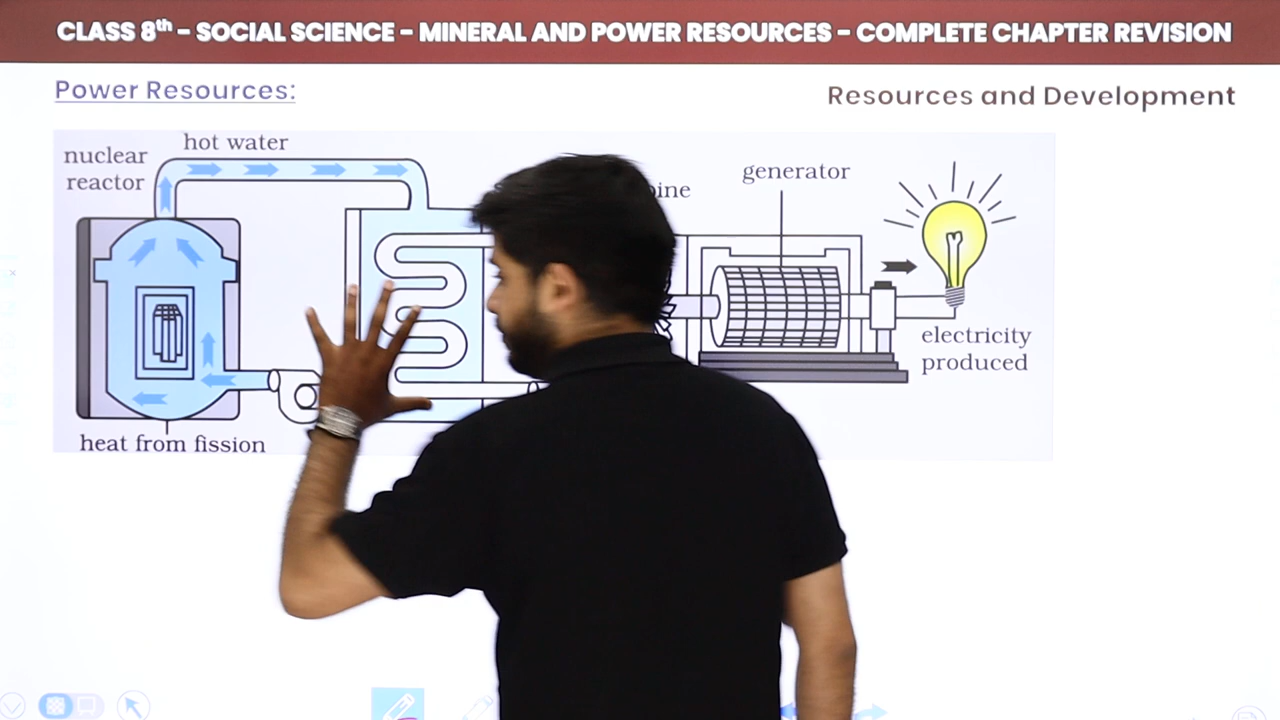 CLASS 8th – SOCIAL SCIENCE – MINERAL AND POWER RESOURCES – COMPLETE CHAPTER REVISION
Power Resources:
Resources and Development
hot water
nuclear
reactor
generator
electricity
produced
heat from fission